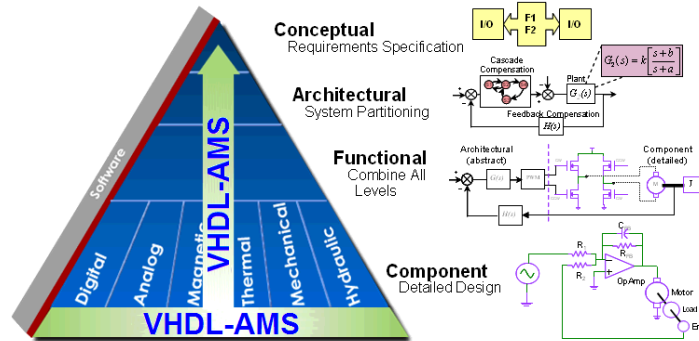 Software
Digital
Analog
Magnetic
Thermal
Mechanical
Hydraulic
VHDL-AMS
VHDL-AMS
Conceptual
Requirements Specification
I/O
F1
F2
I/O
Architectural
System Partitioning
Cascade
Compensation
Plant
G (s)
Feedback Compensation
H(s)
G₂(s) = k[s+b / s+a]
Functional
Combine All
Levels
Architectural
(abstract)
Component
(detailed)
G(s)
H(s)
M
J
Component
Detailed Design
R
R
C
R
OpAmp
Motor
Load
En